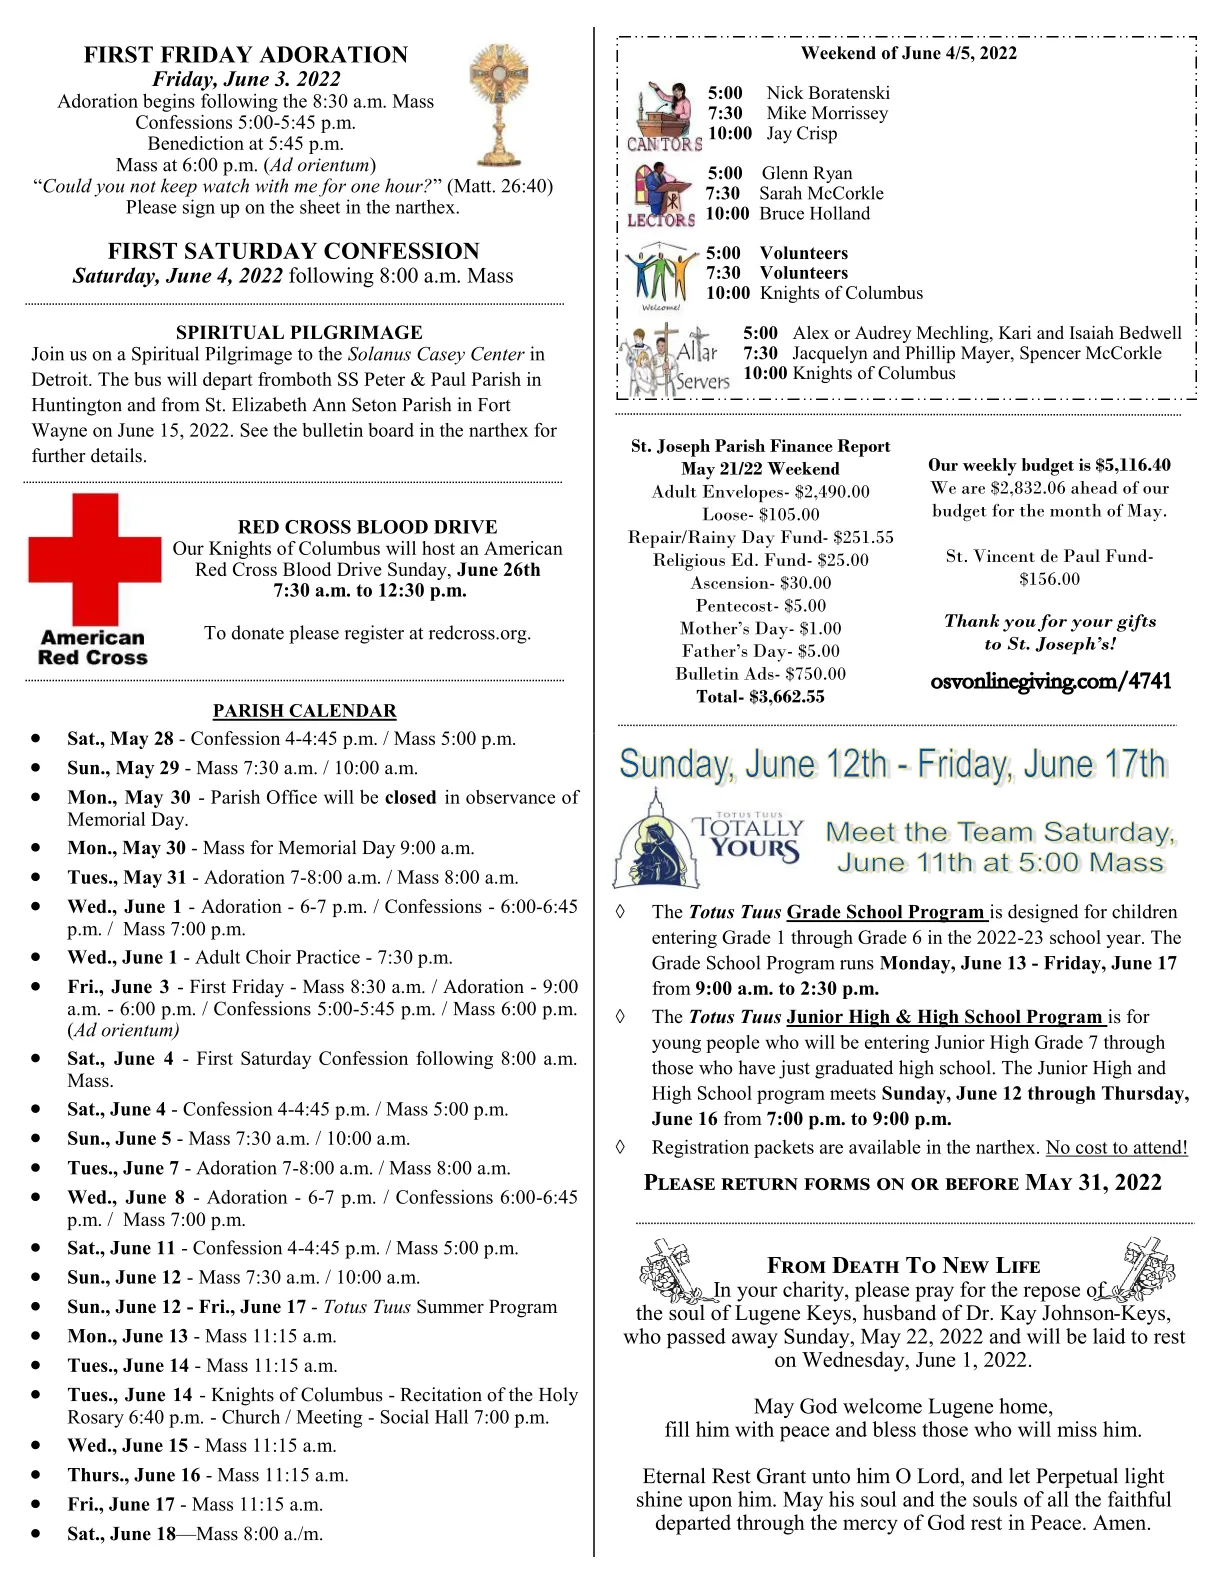 FIRST FRIDAY ADORATION
Friday, June 3. 2022
Adoration begins following the 8:30 a.m. Mass
Confessions 5:00-5:45 p.m.
Benediction at 5:45 p.m.
Mass at 6:00 p.m. (Ad orientum)
“Could you not keep watch with me for one hour?” (Matt. 26:40)
Please sign up on the sheet in the narthex.
FIRST SATURDAY CONFESSION
Saturday, June 4, 2022 following 8:00 a.m. Mass
SPIRITUAL PILGRIMAGE
Join us on a Spiritual Pilgrimage to the Solanus Casey Center in
Detroit. The bus will depart fromboth SS Peter & Paul Parish in
Huntington and from St. Elizabeth Ann Seton Parish in Fort
Wayne on June 15, 2022. See the bulletin board in the narthex for
further details.
RED CROSS BLOOD DRIVE
Our Knights of Columbus will host an American
Red Cross Blood Drive Sunday, June 26th
7:30 a.m. to 12:30 p.m.
To donate please register at redcross.org.
American
Red Cross
PARISH CALENDAR
• Sat., May 28 - Confession 4-4:45 p.m. / Mass 5:00 p.m.
• Sun., May 29 - Mass 7:30 a.m. / 10:00 a.m.
• Mon., May 30 - Parish Office will be closed in observance of
Memorial Day.
• Mon., May 30 - Mass for Memorial Day 9:00 a.m.
• Tues., May 31 - Adoration 7-8:00 a.m. / Mass 8:00 a.m.
• Wed., June 1 - Adoration - 6-7 p.m. / Confessions - 6:00-6:45
p.m. / Mass 7:00 p.m.
• Wed., June 1 - Adult Choir Practice - 7:30 p.m.
• Fri., June 3 - First Friday - Mass 8:30 a.m. / Adoration - 9:00
a.m. - 6:00 p.m. / Confessions 5:00-5:45 p.m. / Mass 6:00 p.m.
(Ad orientum)
• Sat., June 4 - First Saturday Confession following 8:00 a.m.
Mass.
• Sat., June 4 - Confession 4-4:45 p.m. / Mass 5:00 p.m.
• Sun., June 5 - Mass 7:30 a.m. / 10:00 a.m.
• Tues., June 7 - Adoration 7-8:00 a.m. / Mass 8:00 a.m.
• Wed., June 8 - Adoration - 6-7 p.m. / Confessions 6:00-6:45
p.m. / Mass 7:00 p.m.
• Sat., June 11 - Confession 4-4:45 p.m. / Mass 5:00 p.m.
• Sun., June 12 - Mass 7:30 a.m. / 10:00 a.m.
• Sun., June 12 - Fri., June 17 - Totus Tuus Summer Program
• Mon., June 13 - Mass 11:15 a.m.
• Tues., June 14 - Mass 11:15 a.m.
• Tues., June 14 - Knights of Columbus - Recitation of the Holy
Rosary 6:40 p.m. - Church / Meeting - Social Hall 7:00 p.m.
• Wed., June 15 - Mass 11:15 a.m.
• Thurs., June 16 - Mass 11:15 a.m.
• Fri., June 17 - Mass 11:15 a.m.
• Sat., June 18—Mass 8:00 a./m.
Weekend of June 4/5, 2022
CANTORS
5:00 Nick Boratenski
7:30 Mike Morrissey
10:00 Jay Crisp
LECTORS
5:00 Glenn Ryan
7:30 Sarah McCorkle
10:00 Bruce Holland
Welcome!
5:00 Volunteers
7:30 Volunteers
10:00 Knights of Columbus
Altar
Servers
5:00 Alex or Audrey Mechling, Kari and Isaiah Bedwell
7:30 Jacquelyn and Phillip Mayer, Spencer McCorkle
10:00 Knights of Columbus
St. Joseph Parish Finance Report
May 21/22 Weekend
Adult Envelopes- $2,490.00
Loose- $105.00
Repair/Rainy Day Fund- $251.55
Religious Ed. Fund- $25.00
Ascension- $30.00
Pentecost- $5.00
Mother’s Day- $1.00
Father’s Day- $5.00
Bulletin Ads- $750.00
Total- $3,662.55
Our weekly budget is $5,116.40
We are $2,832.06 ahead of our
budget for the month of May.
St. Vincent de Paul Fund-
$156.00
Thank you for your gifts
to St. Joseph’s!
osvonlinegiving.com/4741
Sunday, June 12th - Friday, June 17th
TOTUS TUUS
TOTALLY
YOURS
Meet the Team Saturday,
June 11th at 5:00 Mass
◊ The Totus Tuus Grade School Program is designed for children
entering Grade 1 through Grade 6 in the 2022-23 school year. The
Grade School Program runs Monday, June 13 - Friday, June 17
from 9:00 a.m. to 2:30 p.m.
◊ The Totus Tuus Junior High & High School Program is for
young people who will be entering Junior High Grade 7 through
those who have just graduated high school. The Junior High and
High School program meets Sunday, June 12 through Thursday,
June 16 from 7:00 p.m. to 9:00 p.m.
◊ Registration packets are available in the narthex. No cost to attend!
PLEASE RETURN FORMS ON OR BEFORE MAY 31, 2022
FROM DEATH TO NEW LIFE
In your charity, please pray for the repose of
the soul of Lugene Keys, husband of Dr. Kay Johnson-Keys,
who passed away Sunday, May 22, 2022 and will be laid to rest
on Wednesday, June 1, 2022.
May God welcome Lugene home,
fill him with peace and bless those who will miss him.
Eternal Rest Grant unto him O Lord, and let Perpetual light
shine upon him. May his soul and the souls of all the faithful
departed through the mercy of God rest in Peace. Amen.